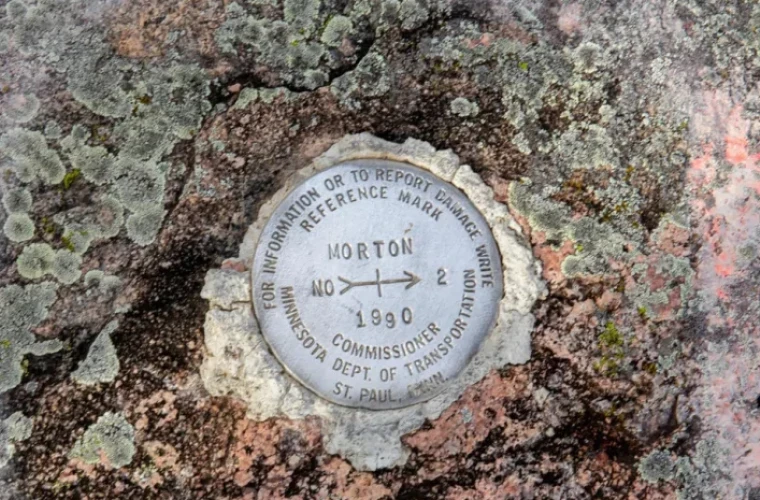 FOR INFORMATION OR TO REPORT DAMAGE WRITE
REFERENCE MARK
MORTON
NO 2
1990
COMMISSIONER
MINNESOTA DEPT. OF TRANSPORTATION
ST. PAUL, MINN.